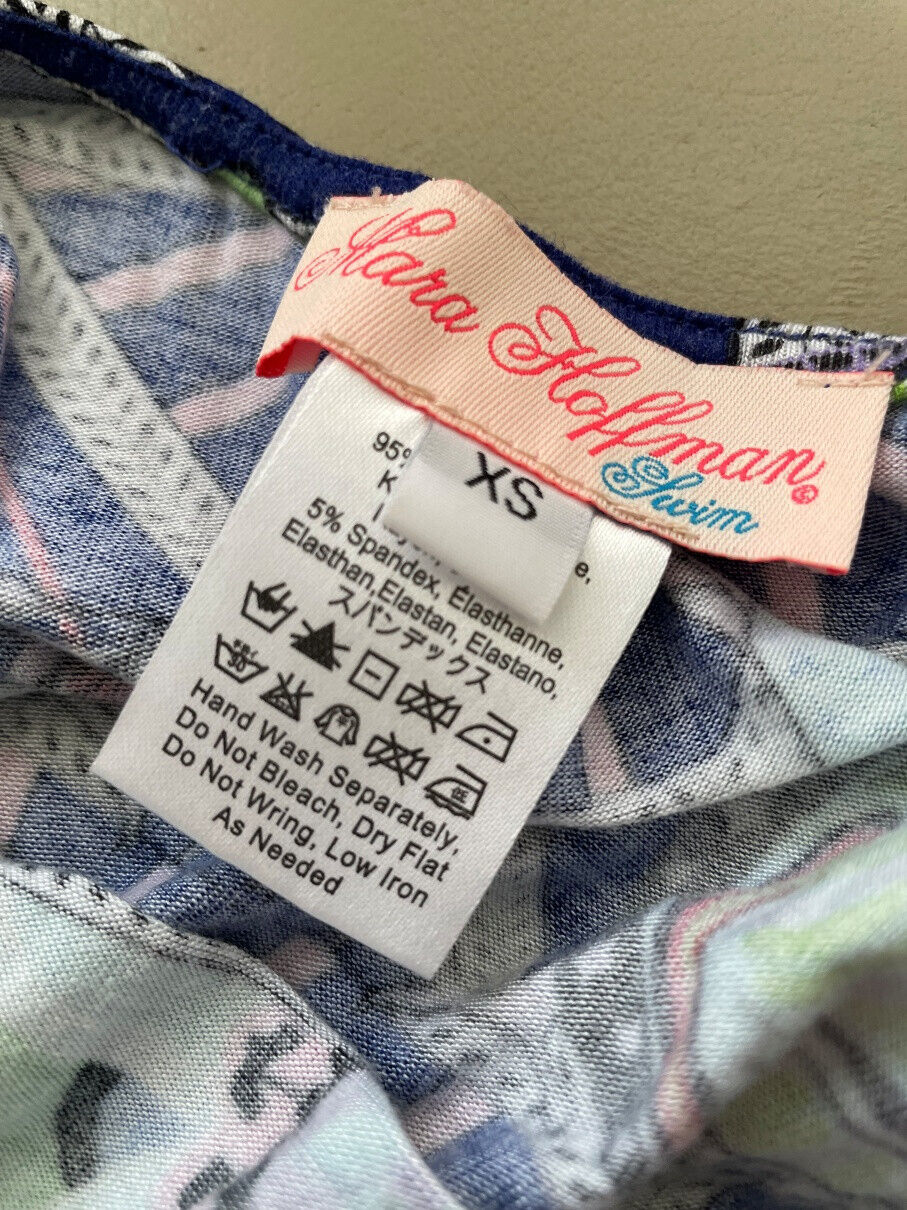 Mara Hoffman®
Swim
XS
95%
5% Spandex, Élasthanne,
Elasthan,Elastan, Elastano,
スパンデックス
Hand Wash Separately,
Do Not Bleach, Dry Flat
Do Not Wring, Low Iron
As Needed